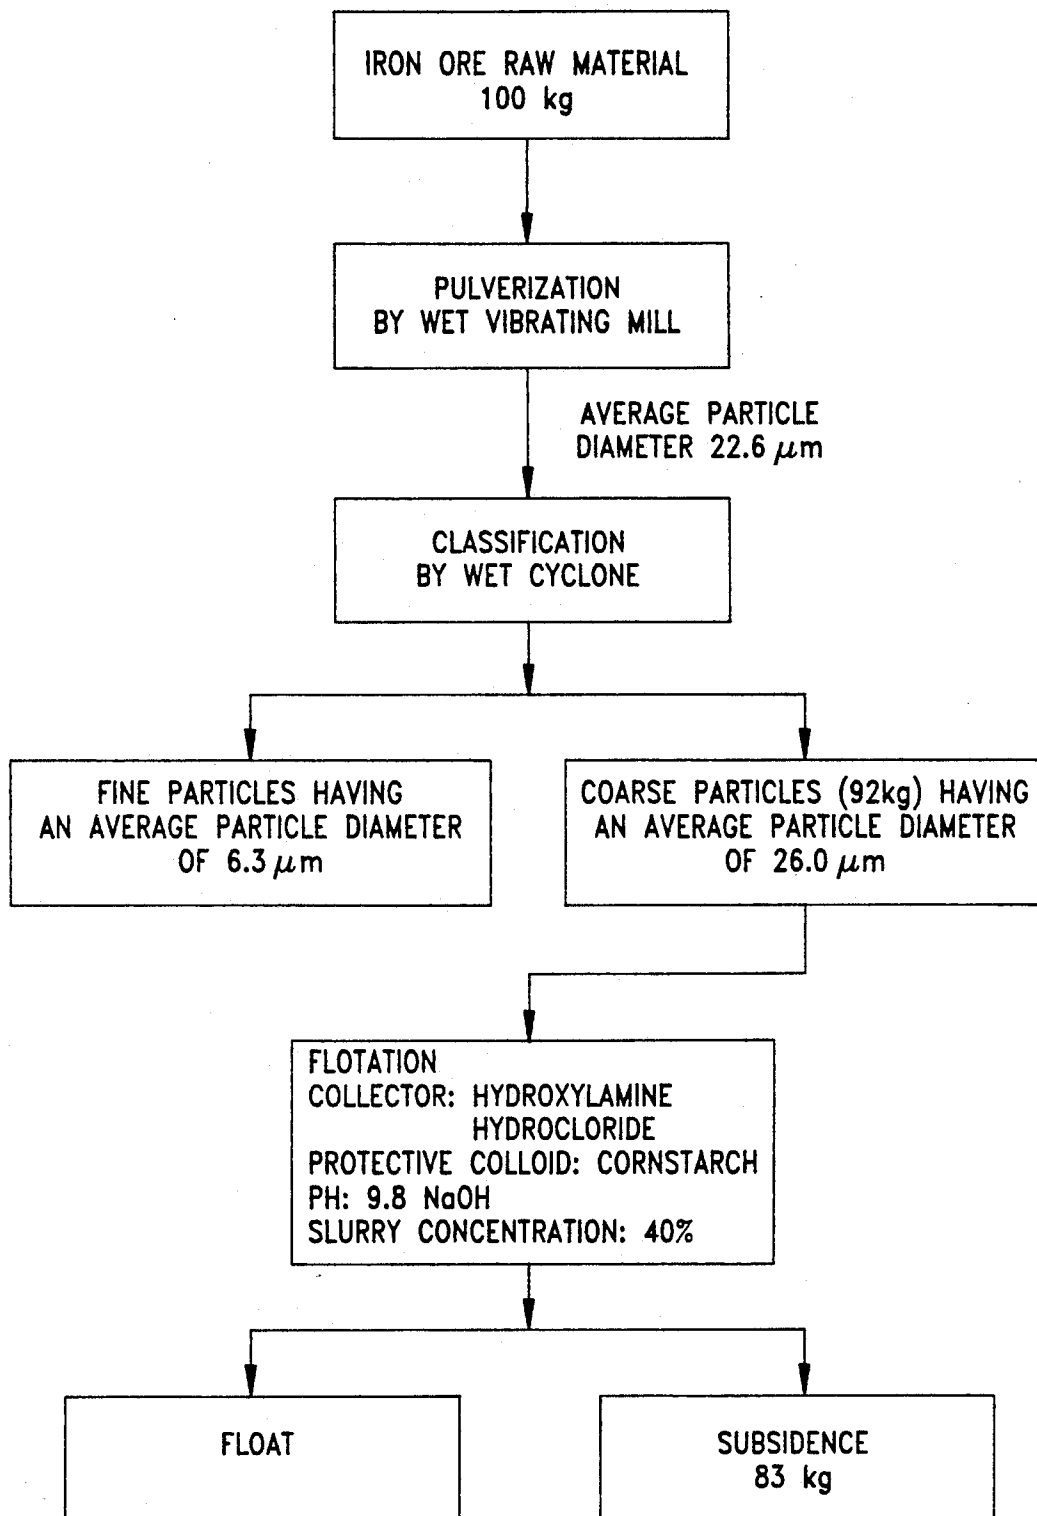 IRON ORE RAW MATERIAL
100 kg
PULVERIZATION
BY WET VIBRATING MILL
AVERAGE PARTICLE
DIAMETER 22.6 μm
CLASSIFICATION
BY WET CYCLONE
FINE PARTICLES HAVING
AN AVERAGE PARTICLE DIAMETER
OF 6.3 μm
COARSE PARTICLES (92kg) HAVING
AN AVERAGE PARTICLE DIAMETER
OF 26.0 μm
FLOTATION
COLLECTOR: HYDROXYLAMINE
HYDROCLORIDE
PROTECTIVE COLLOID: CORNSTARCH
PH: 9.8 NaOH
SLURRY CONCENTRATION: 40%
FLOAT
SUBSIDENCE
83 kg